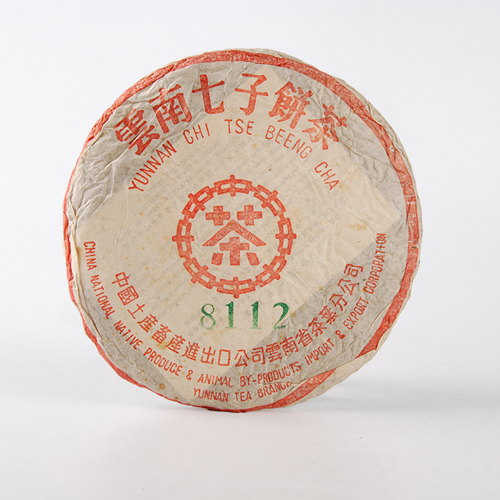 雲南七子餅茶
YUNNAN CHI TSE BEENG CHA
茶
8112
中國土產畜產進出口公司雲南省茶葉分公司
CHINA NATIONAL NATIVE PRODUCE & ANIMAL BY-PRODUCTS IMPORT & EXPORT CORPORATION
YUNNAN TEA BRANCH